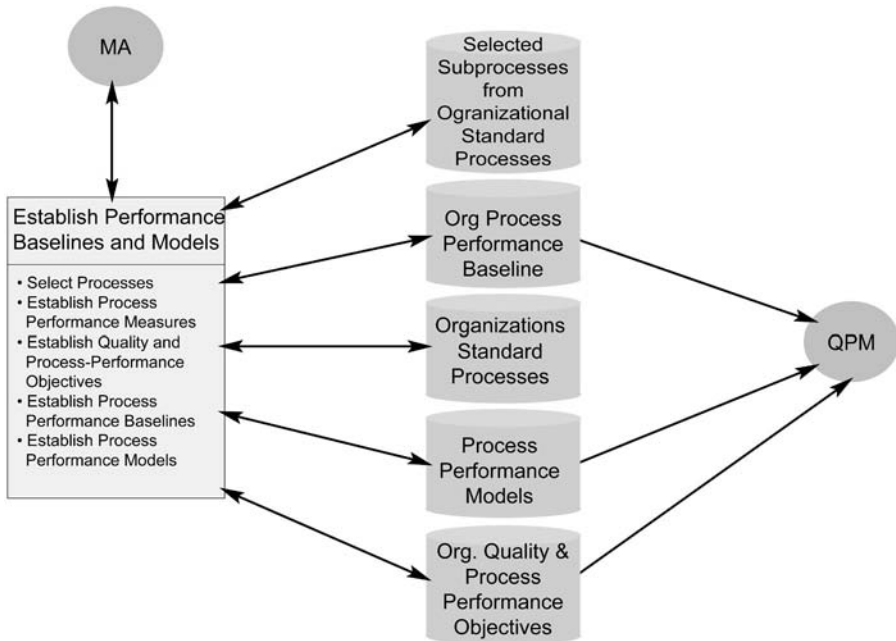 MA
Selected
Subprocesses
from
Ogranizational
Standard
Processes
Establish Performance
Baselines and Models
• Select Processes
• Establish Process
Performance Measures
• Establish Quality and
Process-Performance
Objectives
• Establish Process
Performance Baselines
• Establish Process
Performance Models
Org Process
Performance
Baseline
Organizations
Standard
Processes
Process
Performance
Models
Org. Quality &
Process
Performance
Objectives
QPM